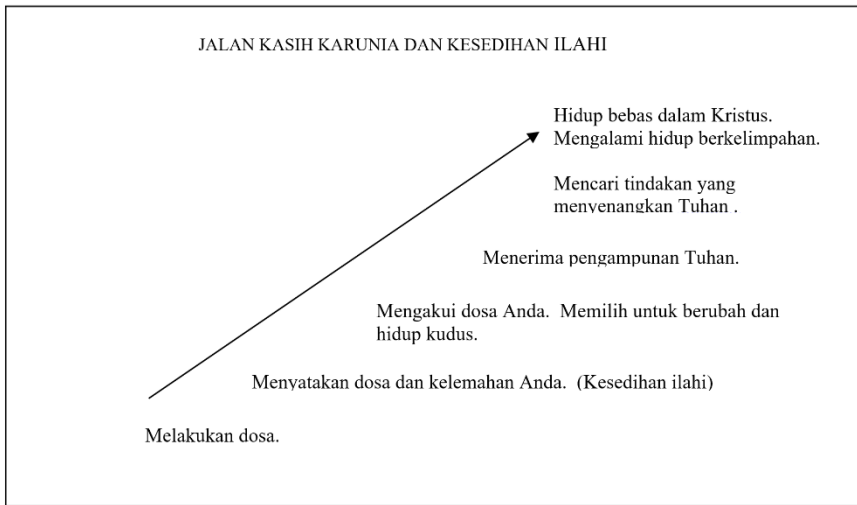 JALAN KASIH KARUNIA DAN KESEDIHAN ILAHI
Hidup bebas dalam Kristus.
Mengalami hidup berkelimpahan.
Mencari tindakan yang
menyenangkan Tuhan .
Menerima pengampunan Tuhan.
Mengakui dosa Anda.  Memilih untuk berubah dan
hidup kudus.
Menyatakan dosa dan kelemahan Anda.  (Kesedihan ilahi)
Melakukan dosa.